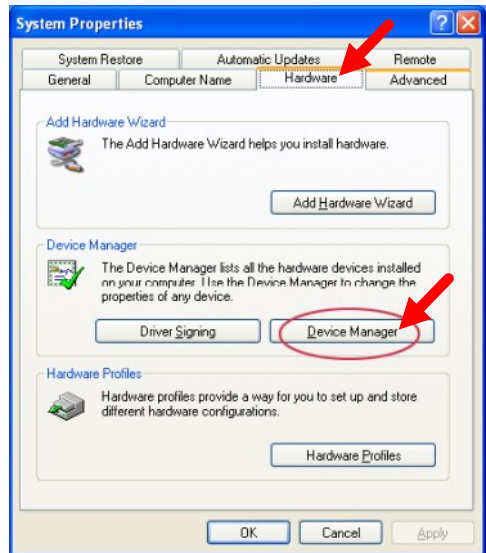 System Properties
System Restore Automatic Updates Remote
General Computer Name Hardware Advanced
Add Hardware Wizard
The Add Hardware Wizard helps you install hardware.
Add Hardware Wizard
Device Manager
The Device Manager lists all the hardware devices installed
on your computer. Use the Device Manager to change the
properties of any device.
Driver Signing Device Manager
Hardware Profiles
Hardware profiles provide a way for you to set up and store
different hardware configurations.
Hardware Profiles
OK Cancel Apply